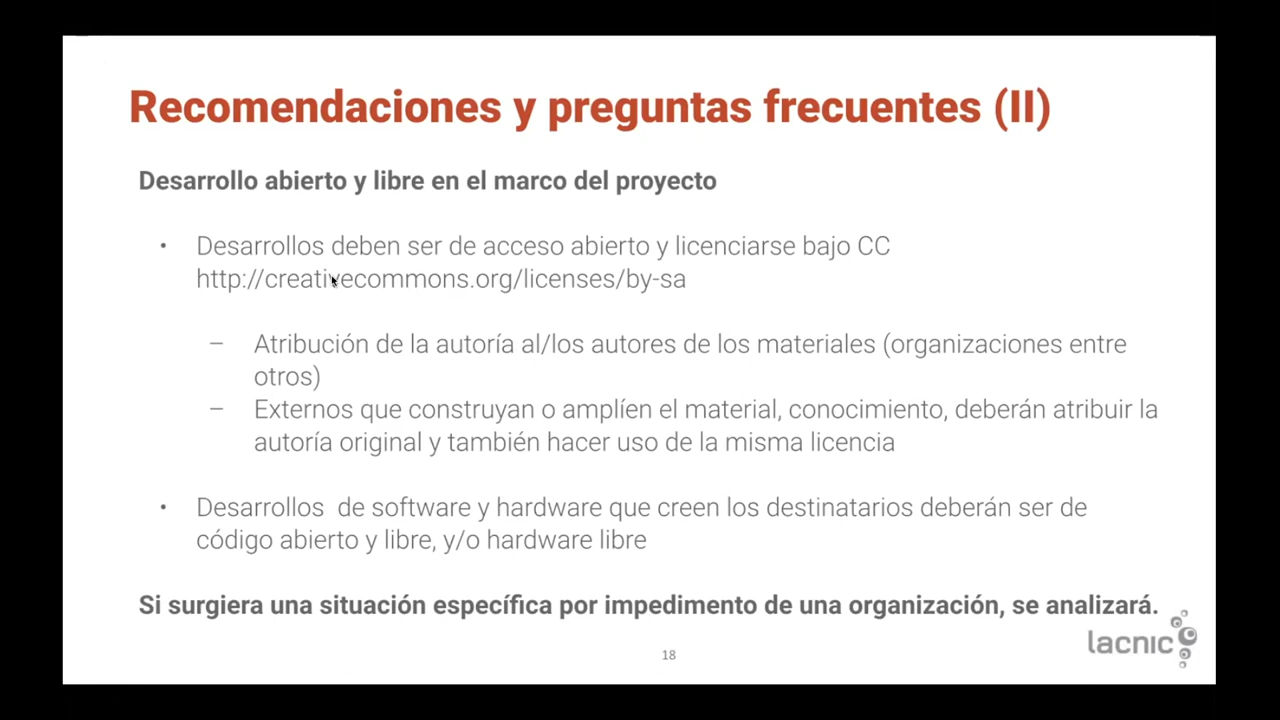 Recomendaciones y preguntas frecuentes (II)
Desarrollo abierto y libre en el marco del proyecto
• Desarrollos deben ser de acceso abierto y licenciarse bajo CC
http://creativecommons.org/licenses/by-sa
– Atribución de la autoría al/los autores de los materiales (organizaciones entre
otros)
– Externos que construyan o amplíen el material, conocimiento, deberán atribuir la
autoría original y también hacer uso de la misma licencia
• Desarrollos de software y hardware que creen los destinatarios deberán ser de
código abierto y libre, y/o hardware libre
Si surgiera una situación específica por impedimento de una organización, se analizará.
lacnic
18